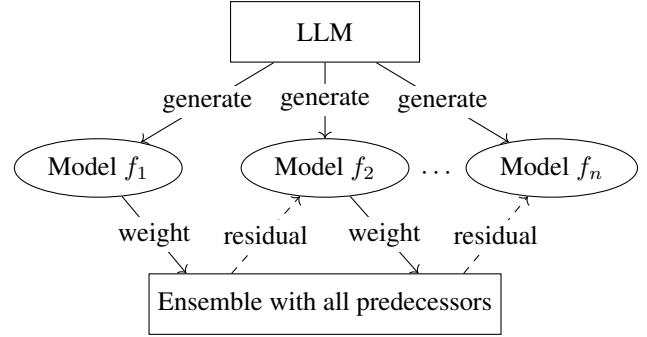 LLM
generate generate generate
Model f₁ Model f₂ ... Model fₙ
weight residual weight residual
Ensemble with all predecessors